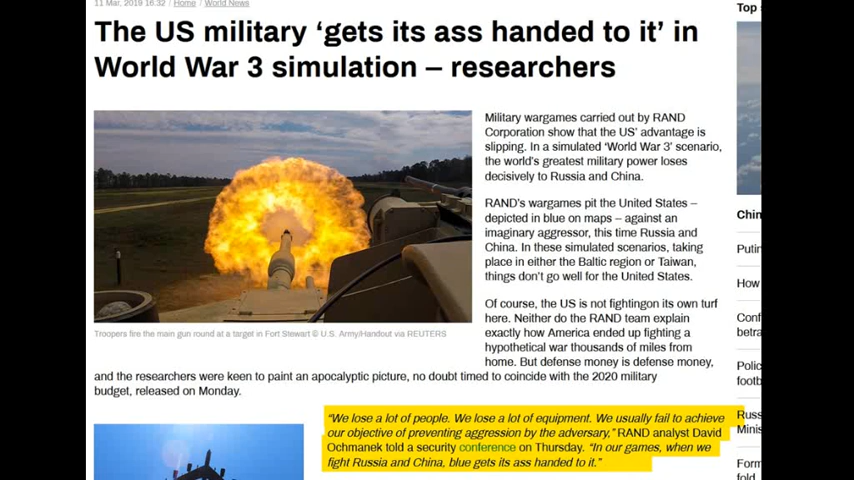 11 Mar, 2019 16:32 / Home / World News
The US military ‘gets its ass handed to it’ in
World War 3 simulation – researchers
Military wargames carried out by RAND
Corporation show that the US’ advantage is
slipping. In a simulated ‘World War 3’ scenario,
the world’s greatest military power loses
decisively to Russia and China.
RAND’s wargames pit the United States –
depicted in blue on maps – against an
imaginary aggressor, this time Russia and
China. In these simulated scenarios, taking
place in either the Baltic region or Taiwan,
things don’t go well for the United States.
Of course, the US is not fightingon its own turf
here. Neither do the RAND team explain
exactly how America ended up fighting a
hypothetical war thousands of miles from
home. But defense money is defense money,
Troopers fire the main gun round at a target in Fort Stewart © U.S. Army/Handout via REUTERS
and the researchers were keen to paint an apocalyptic picture, no doubt timed to coincide with the 2020 military
budget, released on Monday.
“We lose a lot of people. We lose a lot of equipment. We usually fail to achieve
our objective of preventing aggression by the adversary,” RAND analyst David
Ochmanek told a security conference on Thursday. “In our games, when we
fight Russia and China, blue gets its ass handed to it.”
Top
Chin
Putin
How
Conf
betra
Polic
footb
Russ
Minis
Form
told